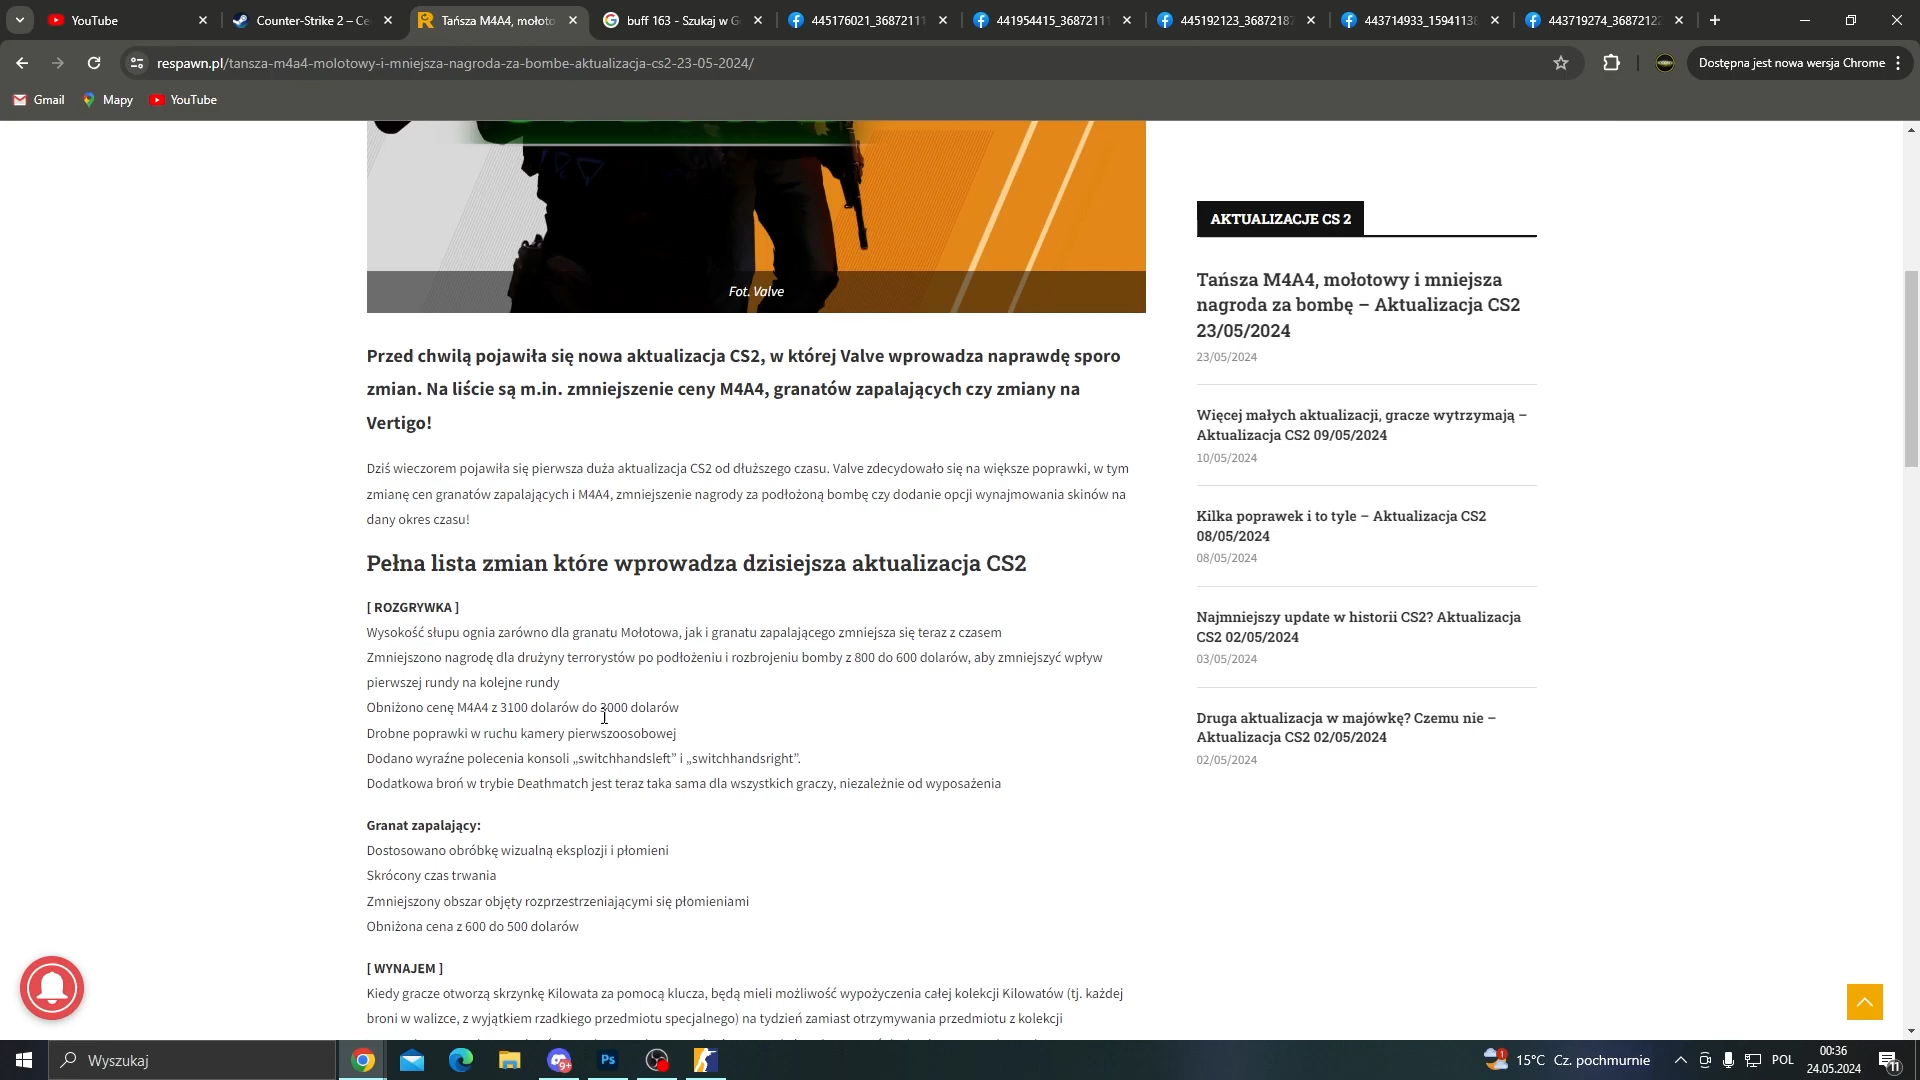 YouTube
Counter-Strike 2 – Ce
Tańsza M4A4, mołoto
buff 163 - Szukaj w G
445176021_36872111
441954415_36872111
445192123_36872187
443714933_15941138
443719274_36872122
respawn.pl/tansza-m4a4-molotowy-i-mniejsza-nagroda-za-bombe-aktualizacja-cs2-23-05-2024/
Dostępna jest nowa wersja Chrome
Gmail
Mapy
YouTube
Fot. Valve
Przed chwilą pojawiła się nowa aktualizacja CS2, w której Valve wprowadza naprawdę sporo
zmian. Na liście są m.in. zmniejszenie ceny M4A4, granatów zapalających czy zmiany na
Vertigo!
Dziś wieczorem pojawiła się pierwsza duża aktualizacja CS2 od dłuższego czasu. Valve zdecydowało się na większe poprawki, w tym
zmianę cen granatów zapalających i M4A4, zmniejszenie nagrody za podłożoną bombę czy dodanie opcji wynajmowania skinów na
dany okres czasu!
Pełna lista zmian które wprowadza dzisiejsza aktualizacja CS2
[ ROZGRYWKA ]
Wysokość słupu ognia zarówno dla granatu Mołotowa, jak i granatu zapalającego zmniejsza się teraz z czasem
Zmniejszono nagrodę dla drużyny terrorystów po podłożeniu i rozbrojeniu bomby z 800 do 600 dolarów, aby zmniejszyć wpływ
pierwszej rundy na kolejne rundy
Obniżono cenę M4A4 z 3100 dolarów do 3000 dolarów
Drobne poprawki w ruchu kamery pierwszoosobowej
Dodano wyraźne polecenia konsoli „switchhandsleft” i „switchhandsright”.
Dodatkowa broń w trybie Deathmatch jest teraz taka sama dla wszystkich graczy, niezależnie od wyposażenia
Granat zapalający:
Dostosowano obróbkę wizualną eksplozji i płomieni
Skrócony czas trwania
Zmniejszony obszar objęty rozprzestrzeniającymi się płomieniami
Obniżona cena z 600 do 500 dolarów
[ WYNAJEM ]
Kiedy gracze otworzą skrzynkę Kilowata za pomocą klucza, będą mieli możliwość wypożyczenia całej kolekcji Kilowatów (tj. każdej
broni w walizce, z wyjątkiem rzadkiego przedmiotu specjalnego) na tydzień zamiast otrzymywania przedmiotu z kolekcji
AKTUALIZACJE CS 2
Tańsza M4A4, mołotowy i mniejsza
nagroda za bombę – Aktualizacja CS2
23/05/2024
23/05/2024
Więcej małych aktualizacji, gracze wytrzymają –
Aktualizacja CS2 09/05/2024
10/05/2024
Kilka poprawek i to tyle – Aktualizacja CS2
08/05/2024
08/05/2024
Najmniejszy update w historii CS2? Aktualizacja
CS2 02/05/2024
03/05/2024
Druga aktualizacja w majówkę? Czemu nie –
Aktualizacja CS2 02/05/2024
02/05/2024
Wyszukaj
9+
Ps
1
15°C Cz. pochmurnie
POL
00:36
24.05.2024
11